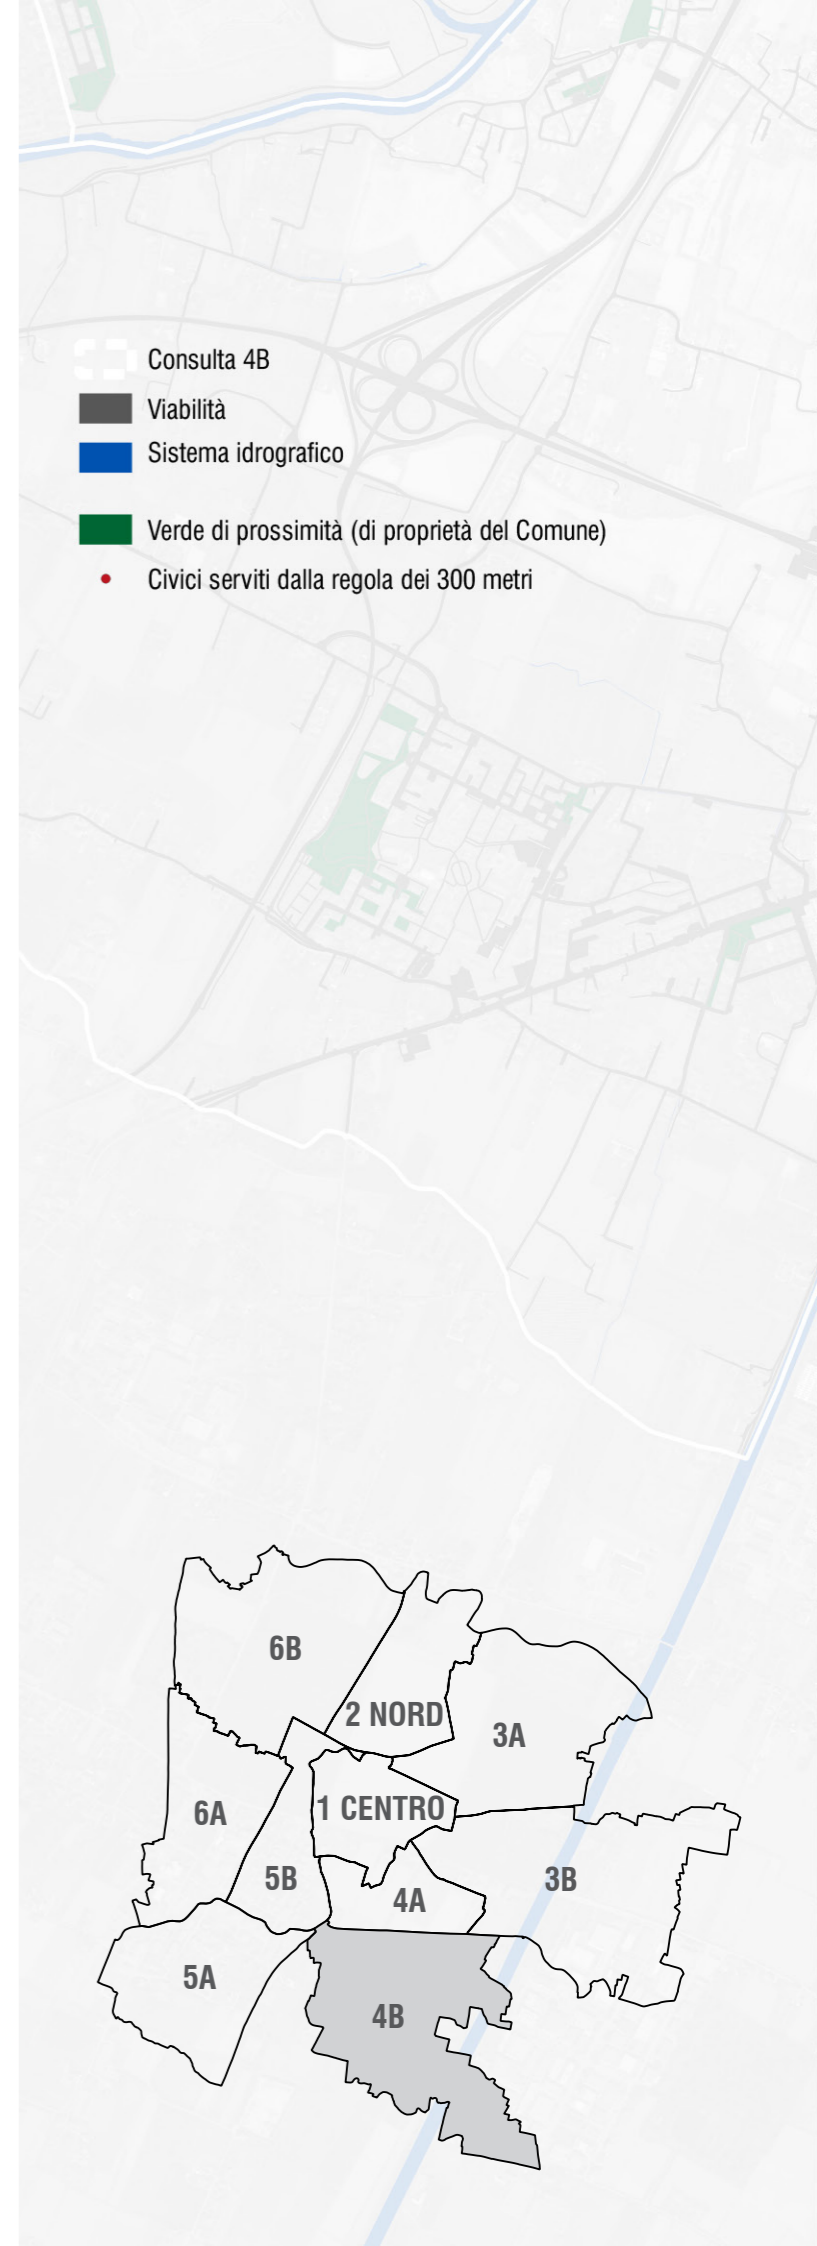 Consulta 4B
Viabilità
Sistema idrografico
Verde di prossimità (di proprietà del Comune)
Civici serviti dalla regola dei 300 metri
6B
2 NORD
3A
6A
1 CENTRO
5B
3B
4A
5A
4B